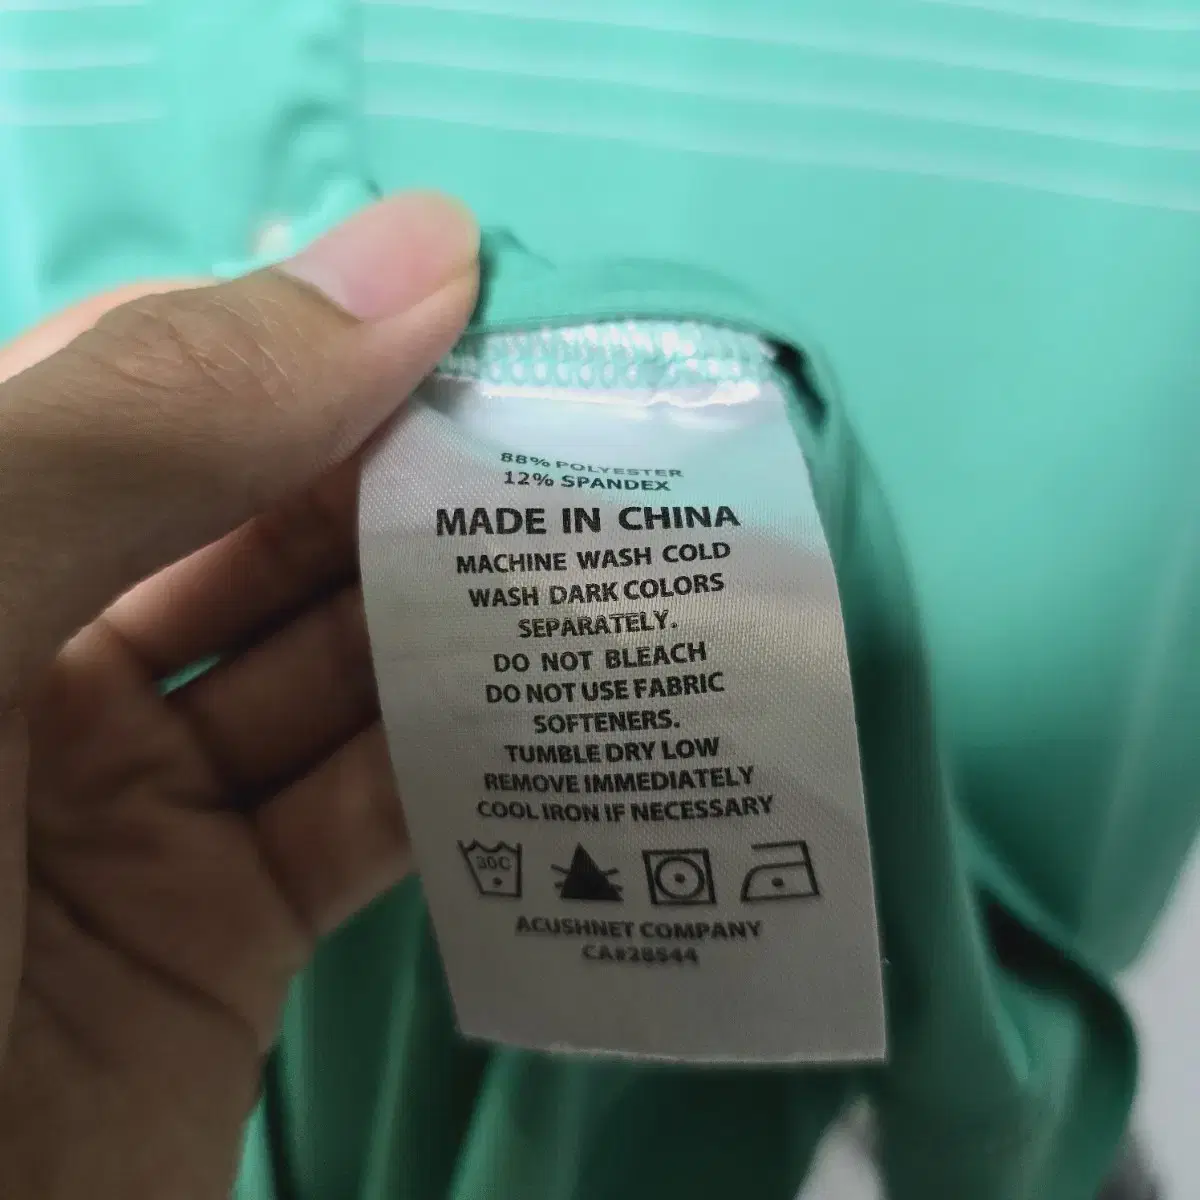 88% POLYESTER
12% SPANDEX
MADE IN CHINA
MACHINE WASH COLD
WASH DARK COLORS
SEPARATELY.
DO NOT BLEACH
DO NOT USE FABRIC
SOFTENERS.
TUMBLE DRY LOW
REMOVE IMMEDIATELY
COOL IRON IF NECESSARY
30C
ACUSHNET COMPANY
CA#28544